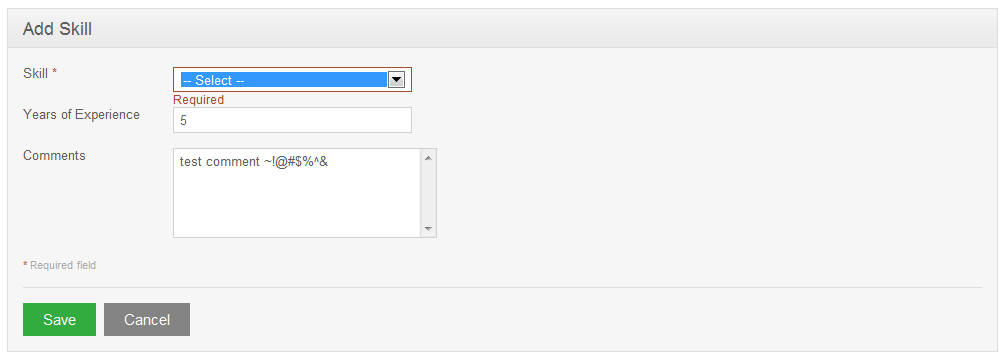 Add Skill
Skill *
-- Select --
Required
Years of Experience
5
Comments
test comment ~!@#$%^&
* Required field
Save Cancel